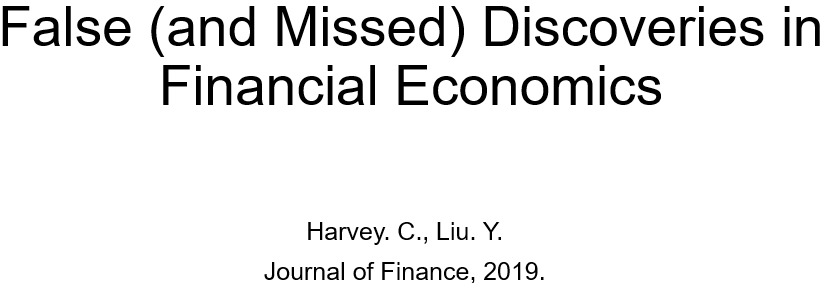 False (and Missed) Discoveries in
Financial Economics
Harvey. C., Liu. Y.
Journal of Finance, 2019.